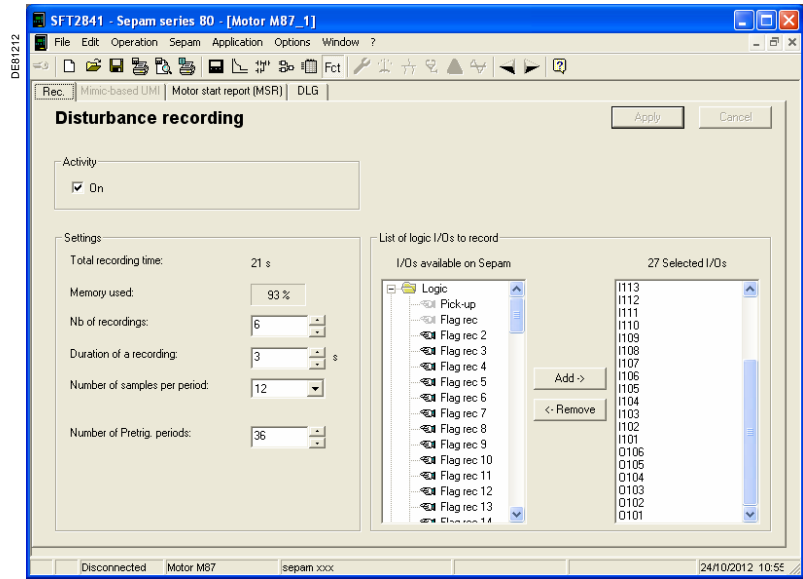 DE81212
SFT2841 - Sepam series 80 - [Motor M87_1]
File Edit Operation Sepam Application Options Window ?
Fct
Rec. Mimic-based UMI Motor start report (MSR) DLG
Disturbance recording
Apply Cancel
Activity
On
Settings
Total recording time: 21 s
Memory used: 93 %
Nb of recordings: 6
Duration of a recording: 3 s
Number of samples per period: 12
Number of Pretrig. periods: 36
List of logic I/Os to record
I/Os available on Sepam
Logic
Pick-up
Flag rec
Flag rec 2
Flag rec 3
Flag rec 4
Flag rec 5
Flag rec 6
Flag rec 7
Flag rec 8
Flag rec 9
Flag rec 10
Flag rec 11
Flag rec 12
Flag rec 13
Flag rec 14
Add ->
<- Remove
27 Selected I/Os
I113
I112
I111
I110
I109
I108
I107
I106
I105
I104
I103
I102
I101
O106
O105
O104
O103
O102
O101
Disconnected Motor M87 sepam xxx 24/10/2012 10:55